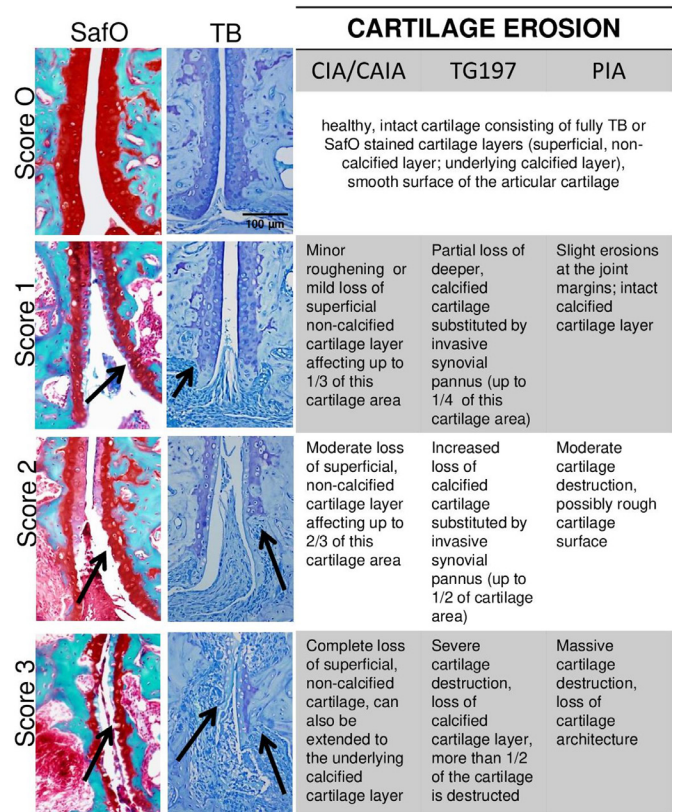 SafO
TB
CARTILAGE EROSION
CIA/CAIA
TG197
PIA
Score O
healthy, intact cartilage consisting of fully TB or
SafO stained cartilage layers (superficial, non-
calcified layer; underlying calcified layer),
smooth surface of the articular cartilage
100 µm
Score 1
Minor
roughening or
mild loss of
superficial
non-calcified
cartilage layer
affecting up to
1/3 of this
cartilage area
Partial loss of
deeper,
calcified
cartilage
substituted by
invasive
synovial
pannus (up to
1/4 of this
cartilage area)
Slight erosions
at the joint
margins; intact
calcified
cartilage layer
Score 2
Moderate loss
of superficial,
non-calcified
cartilage layer
affecting up to
2/3 of this
cartilage area
Increased
loss of
calcified
cartilage
substituted by
invasive
synovial
pannus (up to
1/2 of cartilage
area)
Moderate
cartilage
destruction,
possibly rough
cartilage
surface
Score 3
Complete loss
of superficial,
non-calcified
cartilage, can
also be
extended to
the underlying
calcified
cartilage layer
Severe
cartilage
destruction,
loss of
calcified
cartilage layer,
more than 1/2
of the cartilage
is destructed
Massive
cartilage
destruction,
loss of
cartilage
architecture